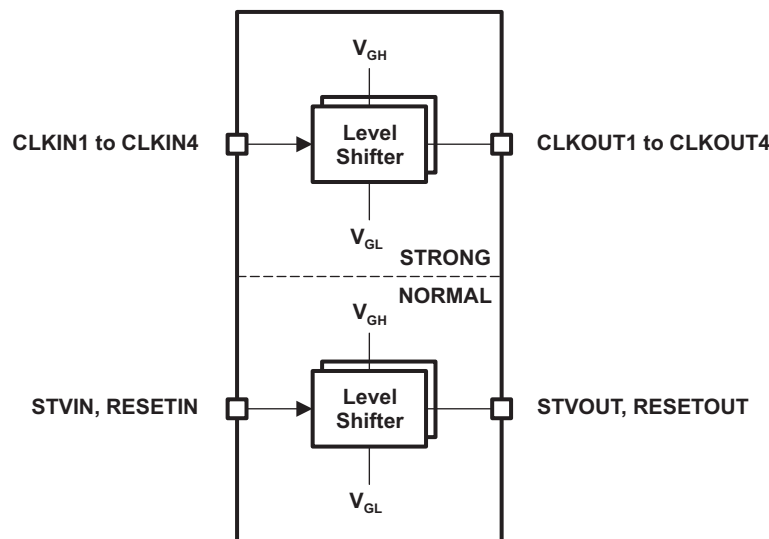 V_GH
CLKIN1 to CLKIN4
Level
Shifter
CLKOUT1 to CLKOUT4
V_GL
STRONG
NORMAL
V_GH
STVIN, RESETIN
Level
Shifter
STVOUT, RESETOUT
V_GL